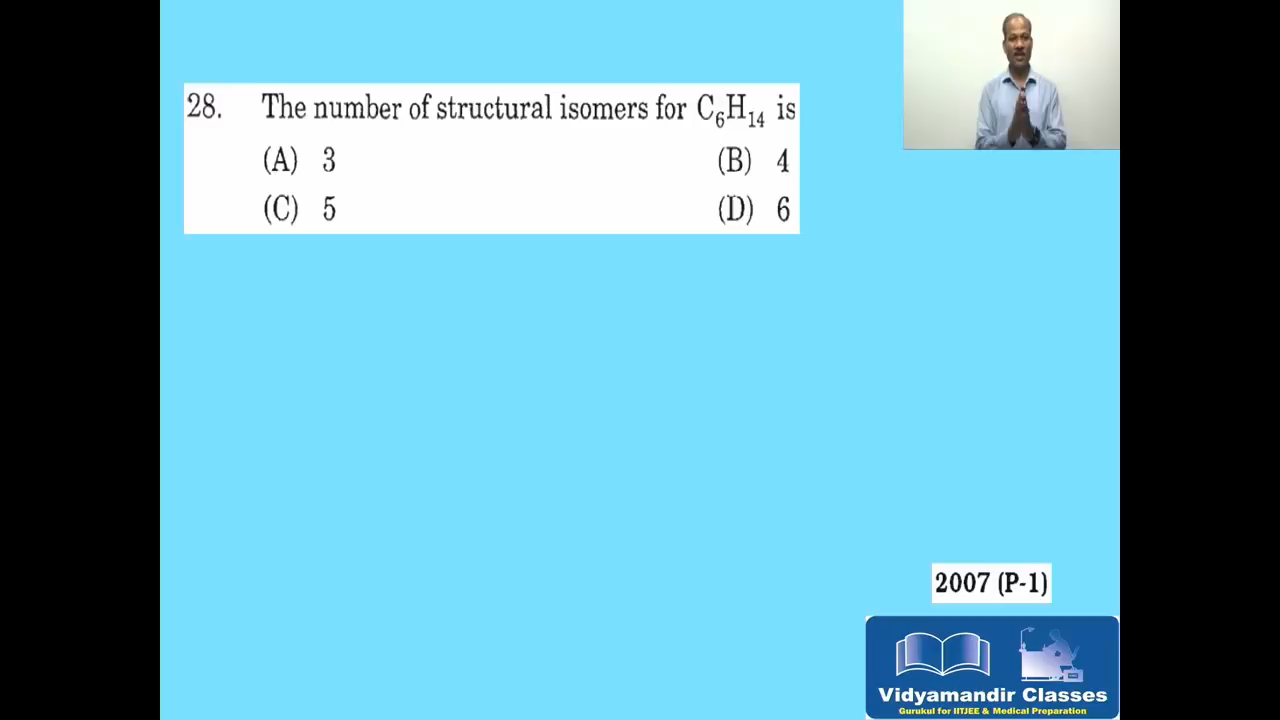 28. The number of structural isomers for C₆H₁₄ is
(A) 3 (B) 4
(C) 5 (D) 6
2007 (P-1)
Vidyamandir Classes
Gurukul for IITJEE & Medical Preparation